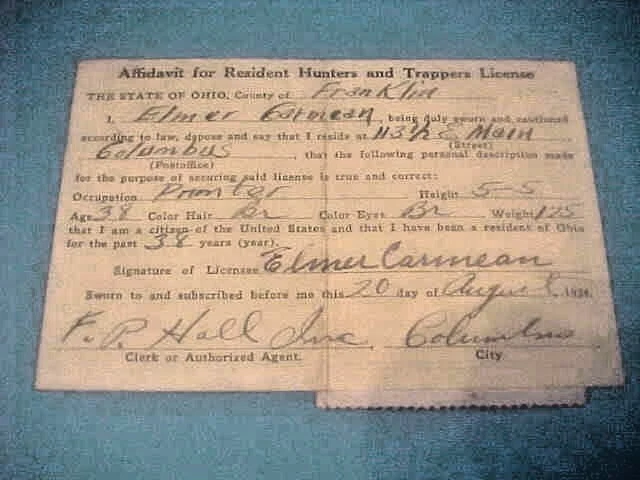 Affidavit for Resident Hunters and Trappers License
THE STATE OF OHIO, County of Franklin
I, Elmer Carmean, being duly sworn and cautioned
according to law, depose and say that I reside at 113½ E Main
(Street)
Columbus, that the following personal description made
(Postoffice)
for the purpose of securing said license is true and correct:
Occupation Printer Height 5-5
Age 38 Color Hair Br Color Eyes Br Weight 125
that I am a citizen of the United States and that I have been a resident of Ohio
for the past 38 years (year).
Signature of Licensee Elmer Carmean
Sworn to and subscribed before me this 20 day of August
F. P. Hall Inc. Columbus
Clerk or Authorized Agent. City